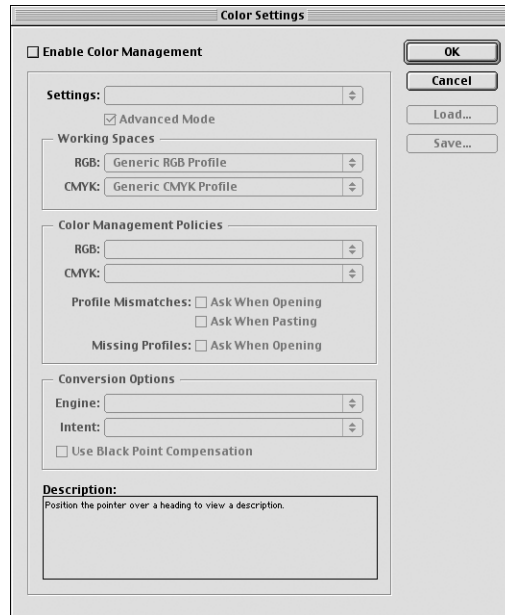 Color Settings
Enable Color Management
OK
Cancel
Load...
Save...
Settings:
Advanced Mode
Working Spaces
RGB: Generic RGB Profile
CMYK: Generic CMYK Profile
Color Management Policies
RGB:
CMYK:
Profile Mismatches: Ask When Opening
Ask When Pasting
Missing Profiles: Ask When Opening
Conversion Options
Engine:
Intent:
Use Black Point Compensation
Description:
Position the pointer over a heading to view a description.